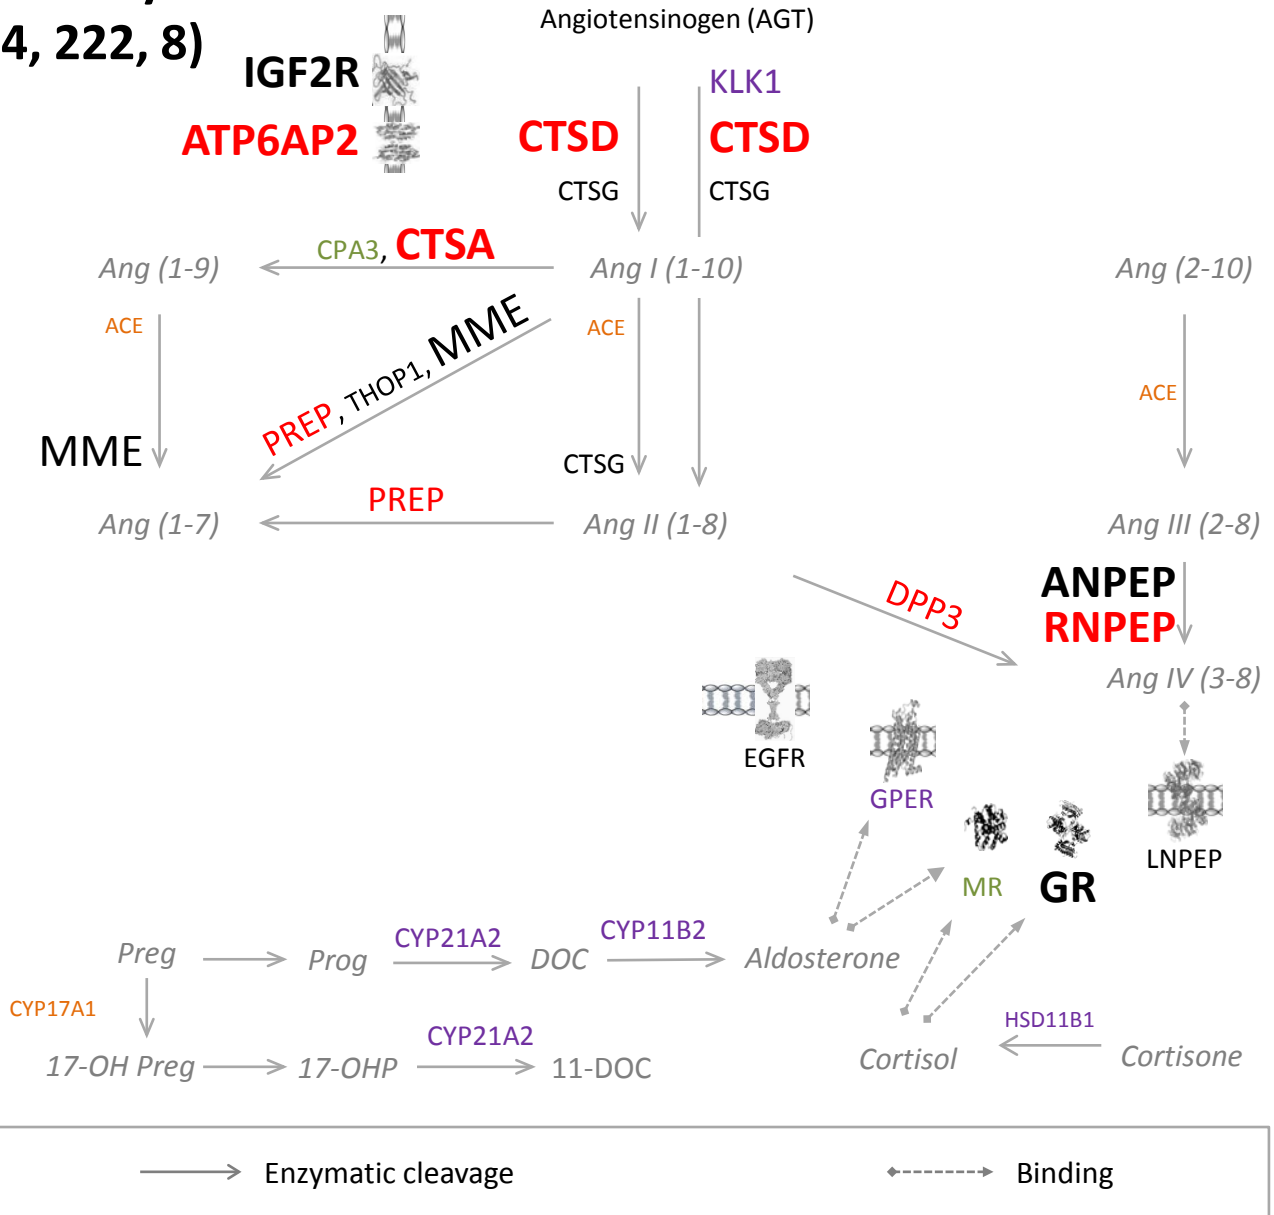 4, 222, 8)
Angiotensinogen (AGT)
IGF2R
KLK1
ATP6AP2
CTSD
CTSD
CTSG
CTSG
CPA3, CTSA
Ang (1-9)
Ang I (1-10)
Ang (2-10)
ACE
ACE
ACE
PREP, THOP1, MME
MME
CTSG
PREP
Ang (1-7)
Ang II (1-8)
Ang III (2-8)
DPP3
ANPEP
RNPEP
Ang IV (3-8)
EGFR
GPER
MR
GR
LNPEP
Preg
Prog
CYP21A2
DOC
CYP11B2
Aldosterone
CYP17A1
HSD11B1
17-OH Preg
17-OHP
CYP21A2
11-DOC
Cortisol
Cortisone
Enzymatic cleavage
Binding